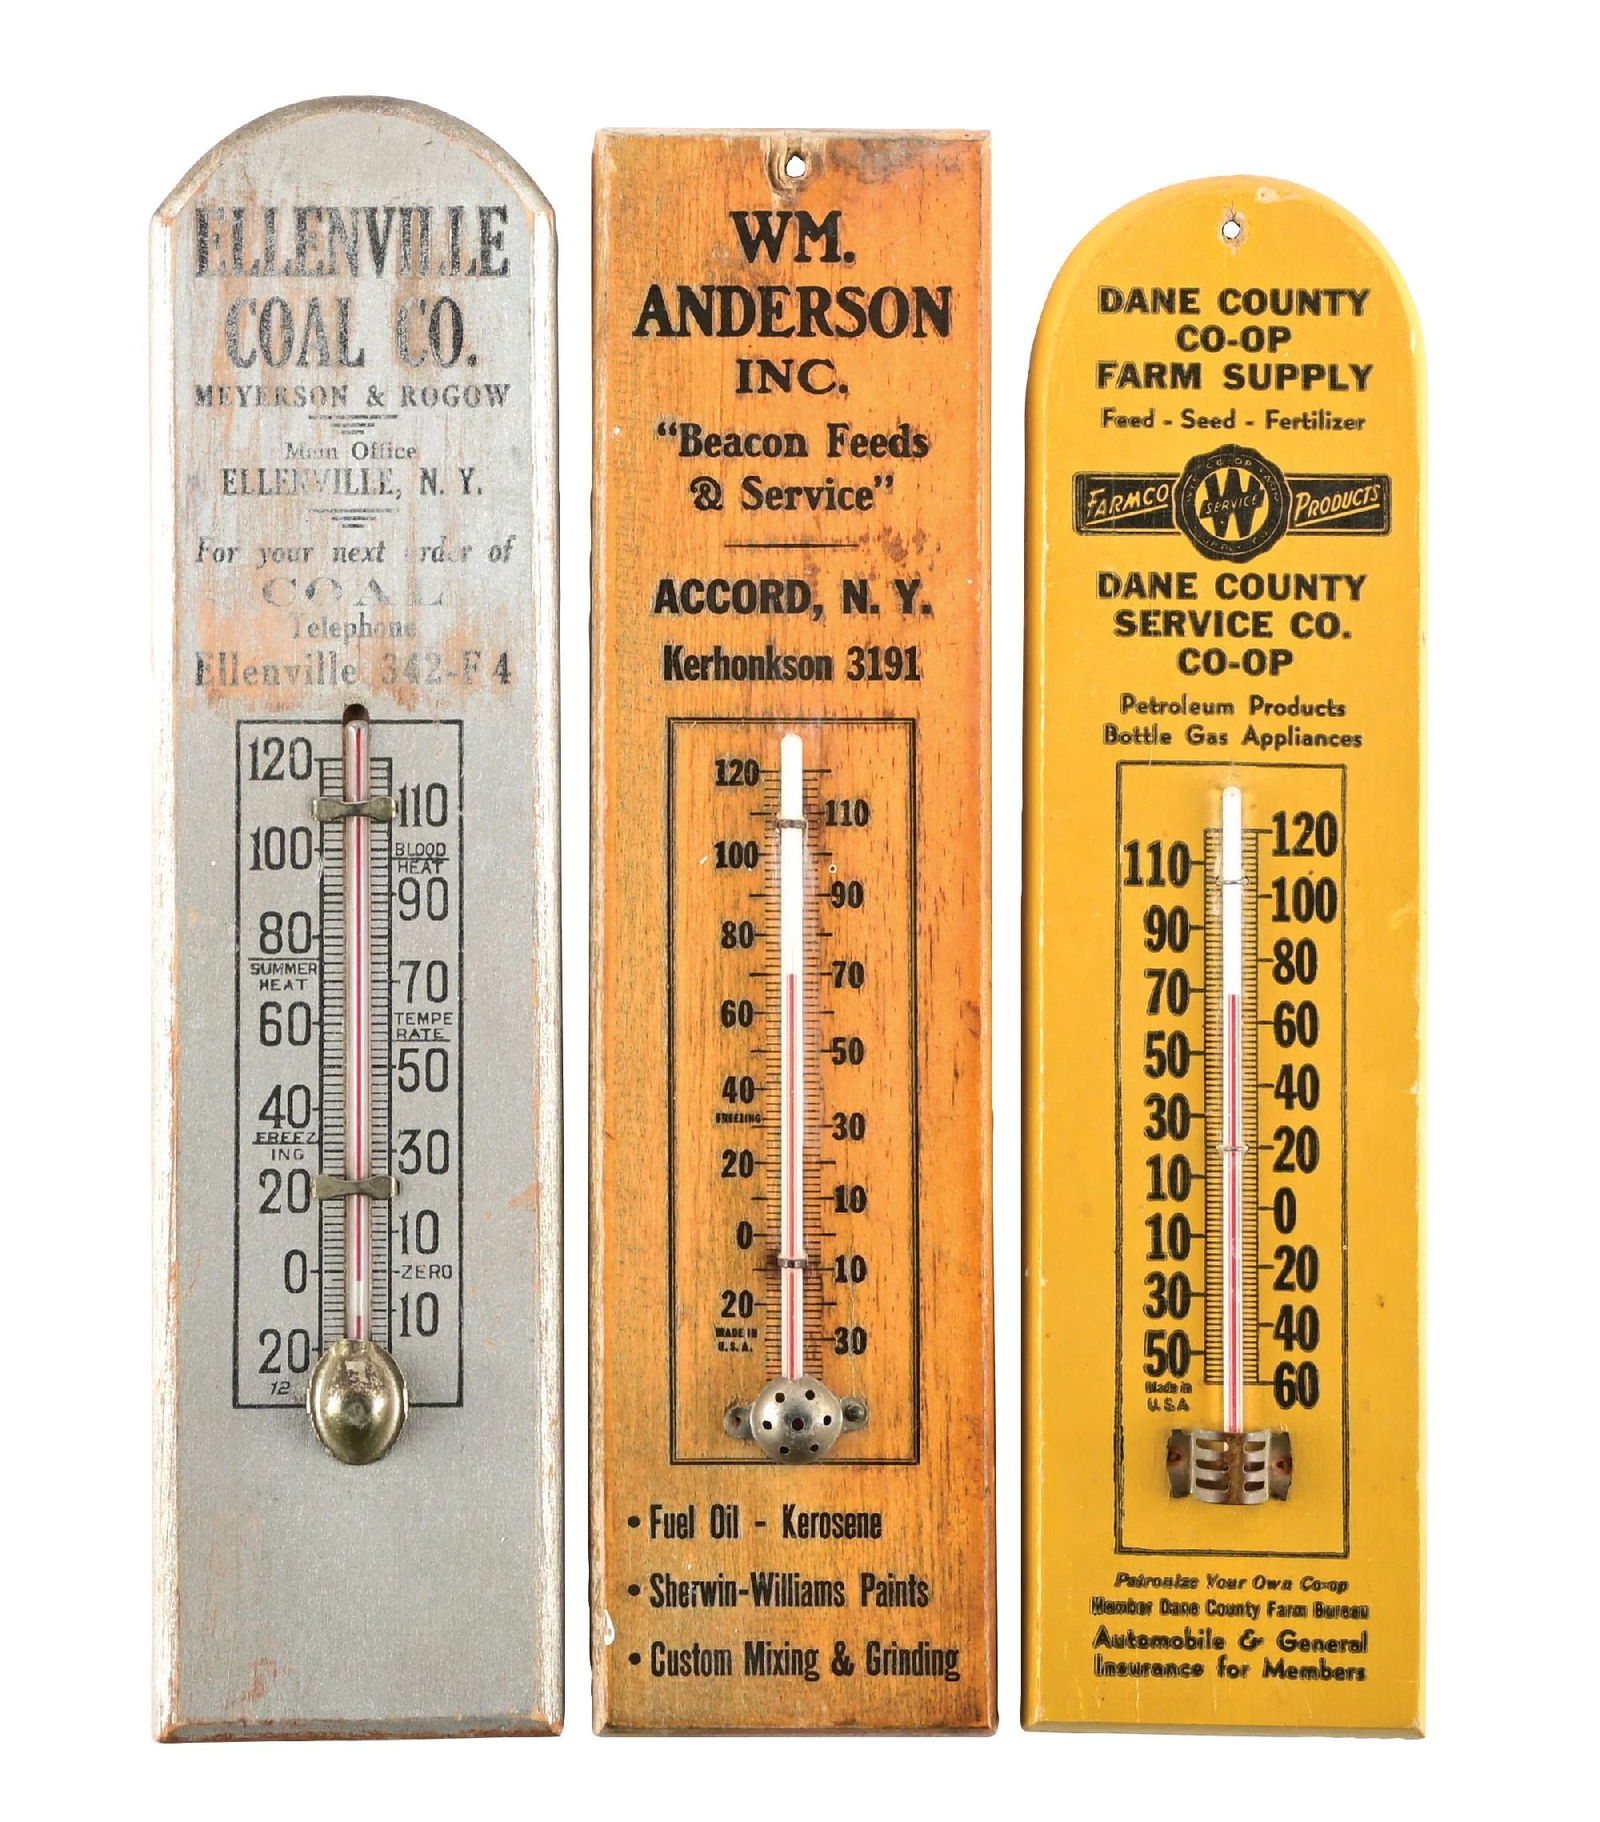 ELLENVILLE
COAL CO.
MEYERSON & ROGOW
Main Office
ELLENVILLE, N. Y.
For your next order of
COAL
Telephone
Ellenville 342-F 4
120
110
100
BLOOD
HEAT
90
80
SUMMER
HEAT
70
60
TEMPE
RATE
50
40
FREEZ
ING
30
20
10
0
ZERO
10
20
12
WM.
ANDERSON
INC.
“Beacon Feeds
& Service”
ACCORD, N. Y.
Kerhonkson 3191
120
110
100
90
80
70
60
50
40
FREEZING
30
20
10
0
10
20
MADE IN
U.S.A.
30
• Fuel Oil - Kerosene
• Sherwin-Williams Paints
• Custom Mixing & Grinding
DANE COUNTY
CO-OP
FARM SUPPLY
Feed - Seed - Fertilizer
FARMCO W SERVICE PRODUCTS
DANE COUNTY
SERVICE CO.
CO-OP
Petroleum Products
Bottle Gas Appliances
120
110
100
90
80
70
60
50
40
30
20
10
0
10
20
30
40
50
60
Made in
U.S.A
Patronize Your Own Co-op
Member Dane County Farm Bureau
Automobile & General
Insurance for Members